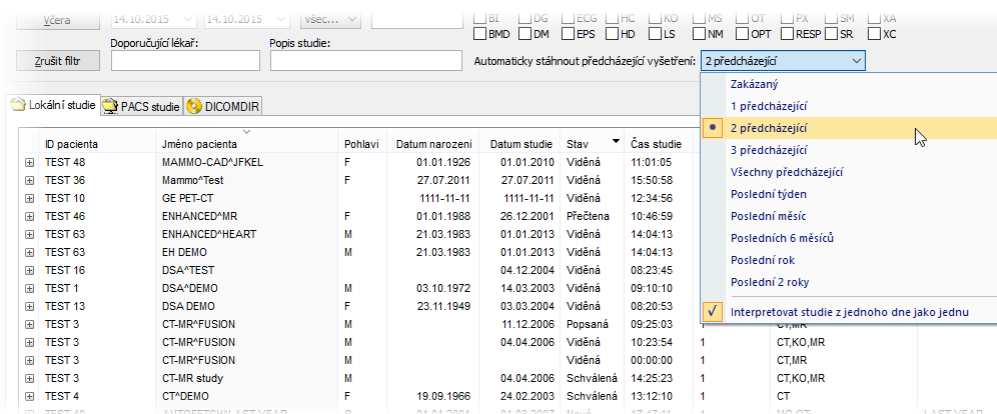 Včera 14.10.2015 14.10.2015 všec... BI DG ECG HC KO MS OT PX SM XA
BMD DM EPS HD LS NM OPT RESP SR XC
Doporučující lékař: Popis studie:
Zrušit filtr Automaticky stáhnout předcházející vyšetření: 2 předcházející
Zakázaný
Lokální studie PACS studie DICOMDIR 1 předcházející
2 předcházející
ID pacienta Jméno pacienta Pohlavi Datum narozeni Datum studie Stav Čas studie
3 předcházející
TEST 48 MAMMO-CAD^JFKEL F 01.01.1926 01.01.2010 Viděná 11:01:05
Všechny předcházející
TEST 36 Mammo^Test F 27.07.2011 27.07.2011 Viděná 15:50:58
Poslední týden
TEST 10 GE PET-CT 1111-11-11 1111-11-11 Viděná 12:34:56
Poslední měsíc
TEST 46 ENHANCED^MR F 01.01.1988 26.12.2001 Přečtena 10:46:59
TEST 63 ENHANCED^HEART M 21.03.1983 01.01.2013 Viděná 14:04:13
Posledních 6 měsíců
TEST 63 EH DEMO M 21.03.1983 01.01.2013 Viděná 14:04:13
Poslední rok
TEST 16 DSA^TEST 04.12.2004 Viděná 08:23:45
Poslední 2 roky
TEST 1 DSA^DEMO M 03.10.1972 14.03.2003 Viděná 09:10:10
TEST 13 DSA DEMO F 23.11.1949 03.03.2004 Viděná 08:20:53
Interpretovat studie z jednoho dne jako jednu
TEST 3 CT-MR^FUSION M 11.12.2006 Popsaná 09:25:03 1 CT,MR
TEST 3 CT-MR^FUSION M 04.04.2006 Viděná 10:23:54 1 CT,KO,MR
TEST 3 CT-MR^FUSION M Viděná 00:00:00 1 CT,MR
TEST 3 CT-MR study M 04.04.2006 Schválená 14:25:23 1 CT,KO,MR
TEST 4 CT^DEMO F 19.09.1966 24.02.2003 Schválená 13:12:10 1 CT
LAST YEAR